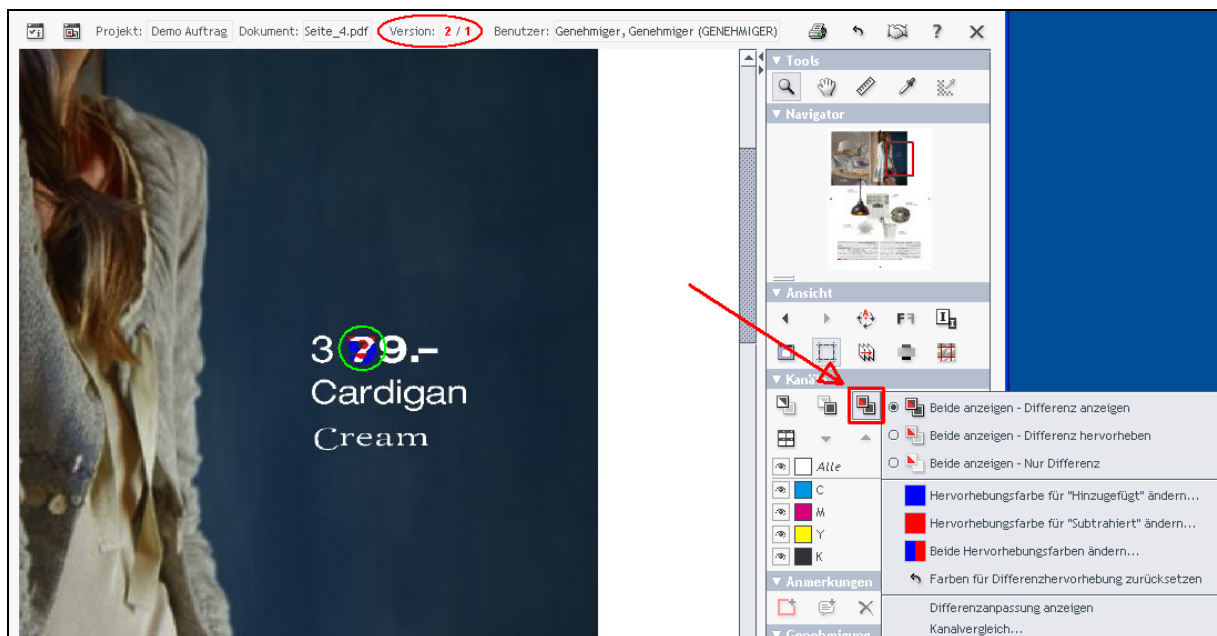 Projekt: Demo Auftrag Dokument: Seite_4.pdf Version: 2 / 1 Benutzer: Genehmiger, Genehmiger (GENEHMIGER) ?
Tools
Navigator
Ansicht
Kanä
Beide anzeigen - Differenz anzeigen
Beide anzeigen - Differenz hervorheben
Beide anzeigen - Nur Differenz
Hervorhebungsfarbe für "Hinzugefügt" ändern...
Hervorhebungsfarbe für "Subtrahiert" ändern...
Beide Hervorhebungsfarben ändern...
Farben für Differenzhervorhebung zurücksetzen
Differenzanpassung anzeigen
Kanalvergleich...
Alle
C
M
Y
K
Anmerkungen
Genehmigung
3 9.–
Cardigan
Cream